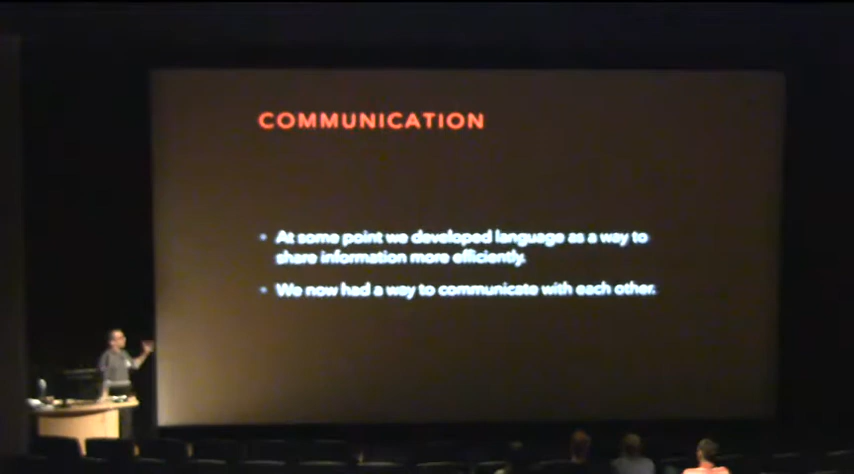 COMMUNICATION
• At some point we developed language as a way to
share information more efficiently.
• We now had a way to communicate with each other.